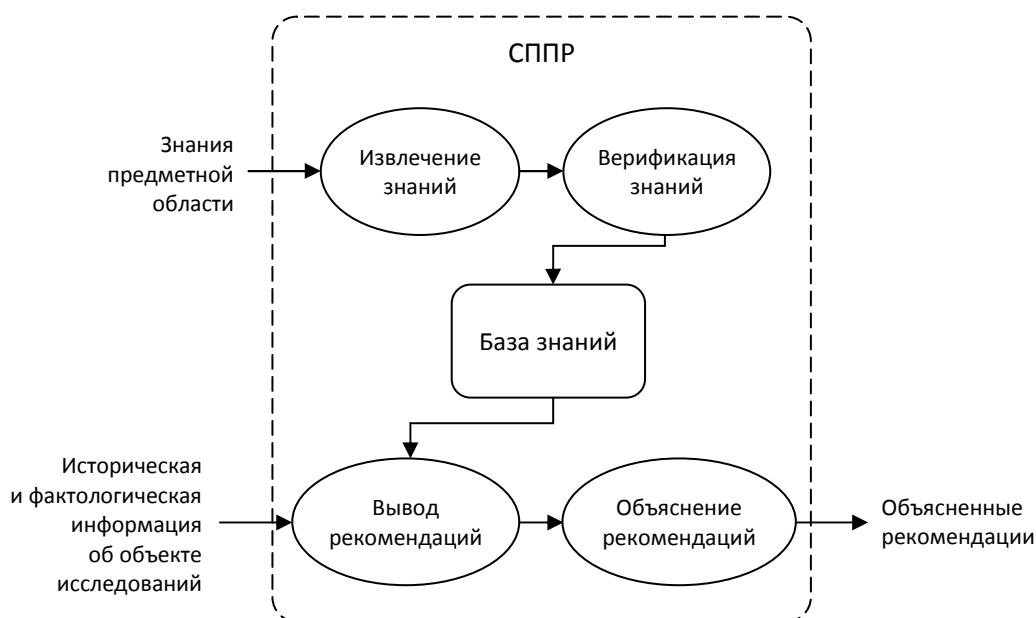 СППР
Знания
предметной
области
Извлечение
знаний
Верификация
знаний
База знаний
Историческая
и фактологическая
информация
об объекте
исследований
Вывод
рекомендаций
Объяснение
рекомендаций
Объясненные
рекомендации